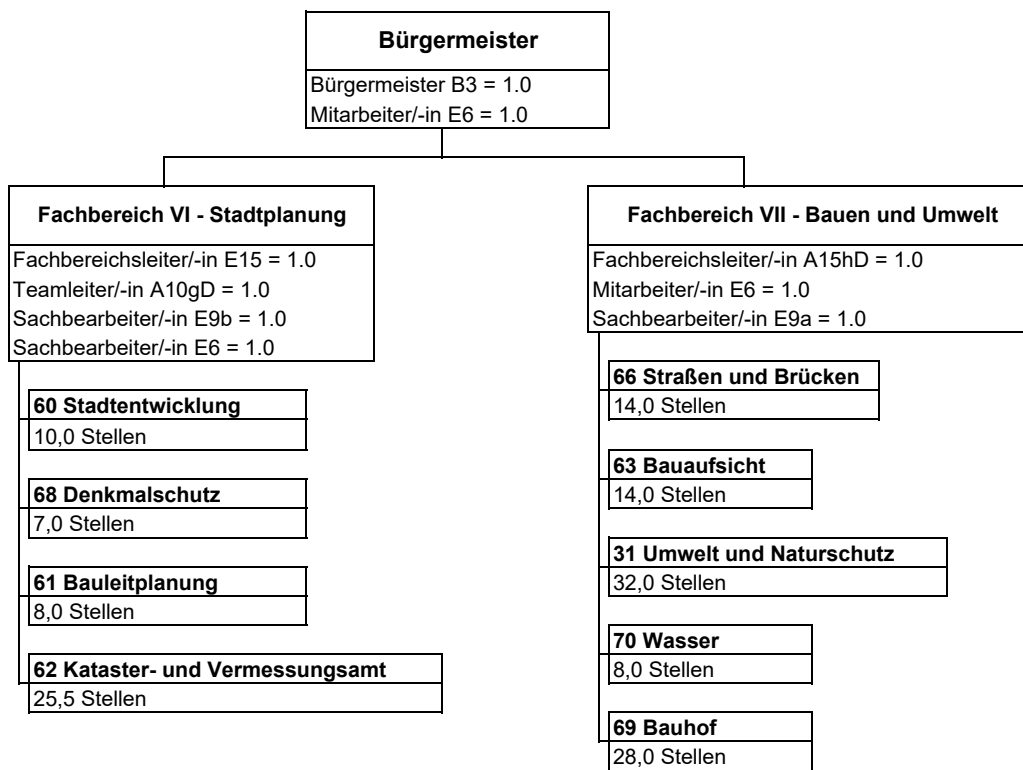 Bürgermeister
Bürgermeister B3 = 1.0
Mitarbeiter/-in E6 = 1.0
Fachbereich VI - Stadtplanung
Fachbereichsleiter/-in E15 = 1.0
Teamleiter/-in A10gD = 1.0
Sachbearbeiter/-in E9b = 1.0
Sachbearbeiter/-in E6 = 1.0
60 Stadtentwicklung
10,0 Stellen
68 Denkmalschutz
7,0 Stellen
61 Bauleitplanung
8,0 Stellen
62 Kataster- und Vermessungsamt
25,5 Stellen
Fachbereich VII - Bauen und Umwelt
Fachbereichsleiter/-in A15hD = 1.0
Mitarbeiter/-in E6 = 1.0
Sachbearbeiter/-in E9a = 1.0
66 Straßen und Brücken
14,0 Stellen
63 Bauaufsicht
14,0 Stellen
31 Umwelt und Naturschutz
32,0 Stellen
70 Wasser
8,0 Stellen
69 Bauhof
28,0 Stellen